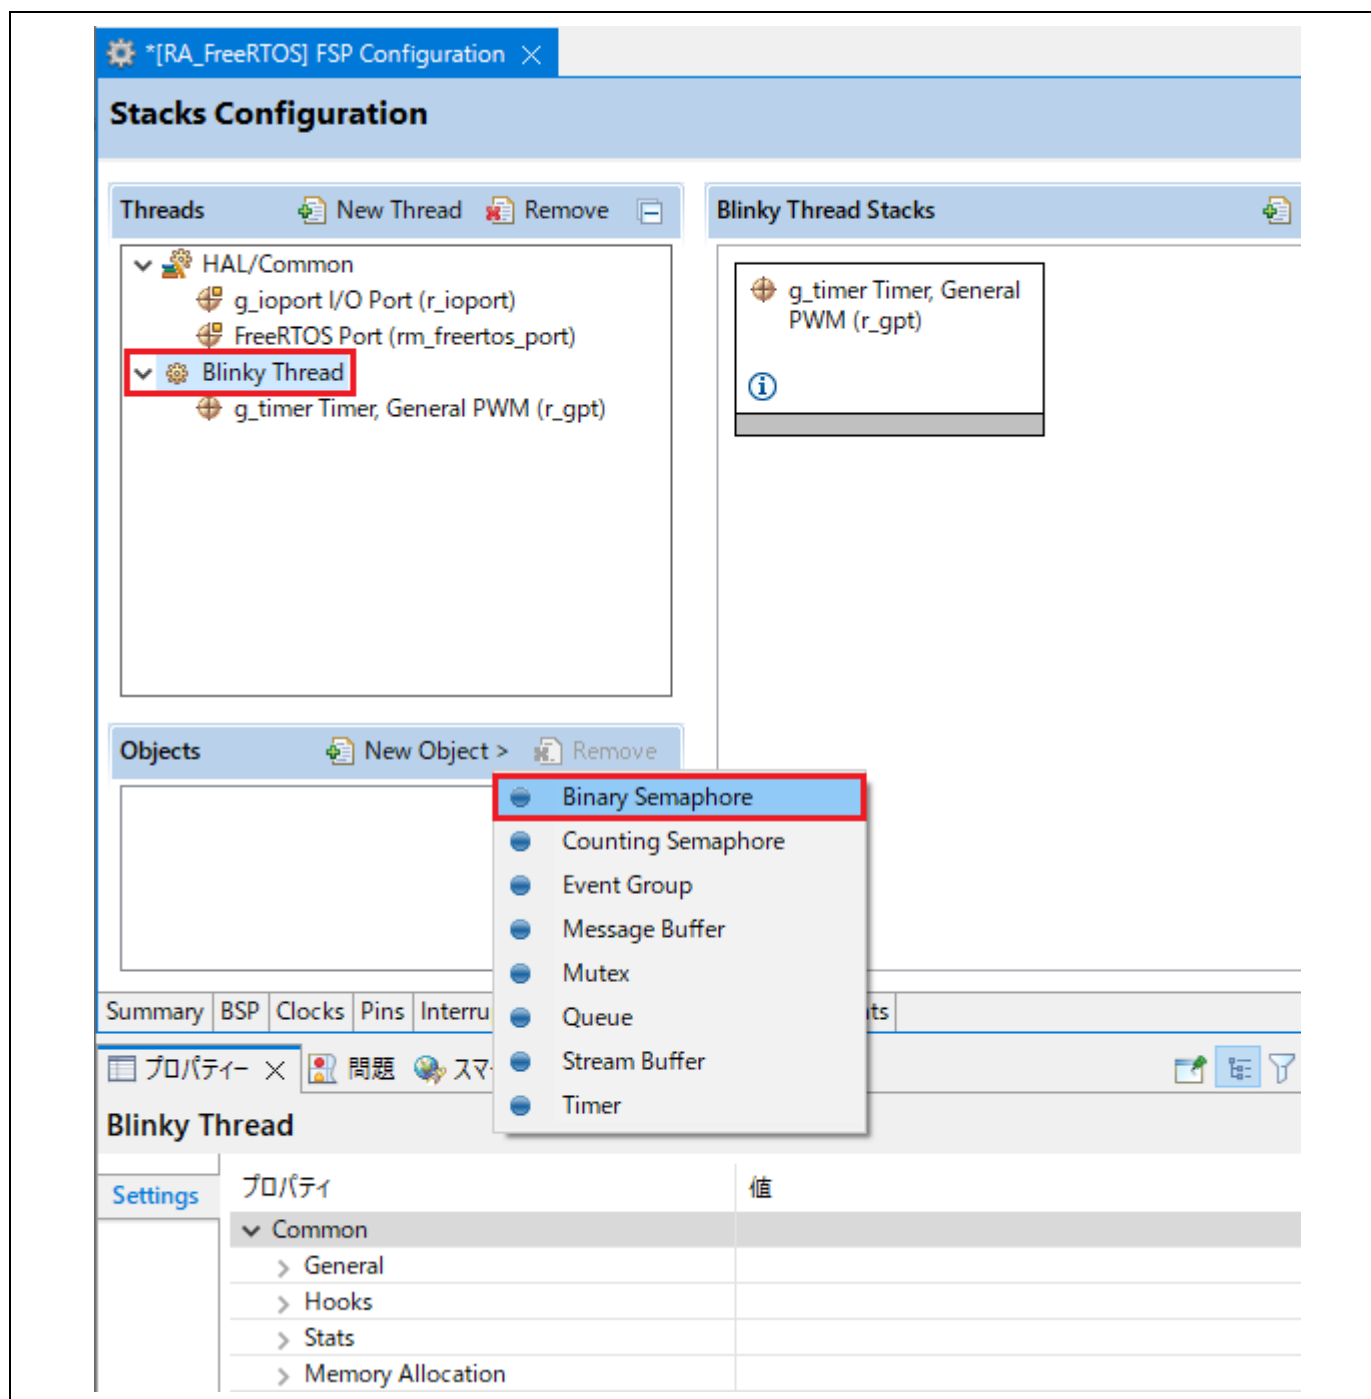 *[RA_FreeRTOS] FSP Configuration
Stacks Configuration
Threads New Thread Remove
HAL/Common
g_ioport I/O Port (r_ioport)
FreeRTOS Port (rm_freertos_port)
Blinky Thread
g_timer Timer, General PWM (r_gpt)
Blinky Thread Stacks
g_timer Timer, General
PWM (r_gpt)
Objects New Object > Remove
Binary Semaphore
Counting Semaphore
Event Group
Message Buffer
Mutex
Queue
Stream Buffer
Timer
Summary BSP Clocks Pins
プロパティー 問題
Blinky Thread
Settings
プロパティ 値
Common
General
Hooks
Stats
Memory Allocation